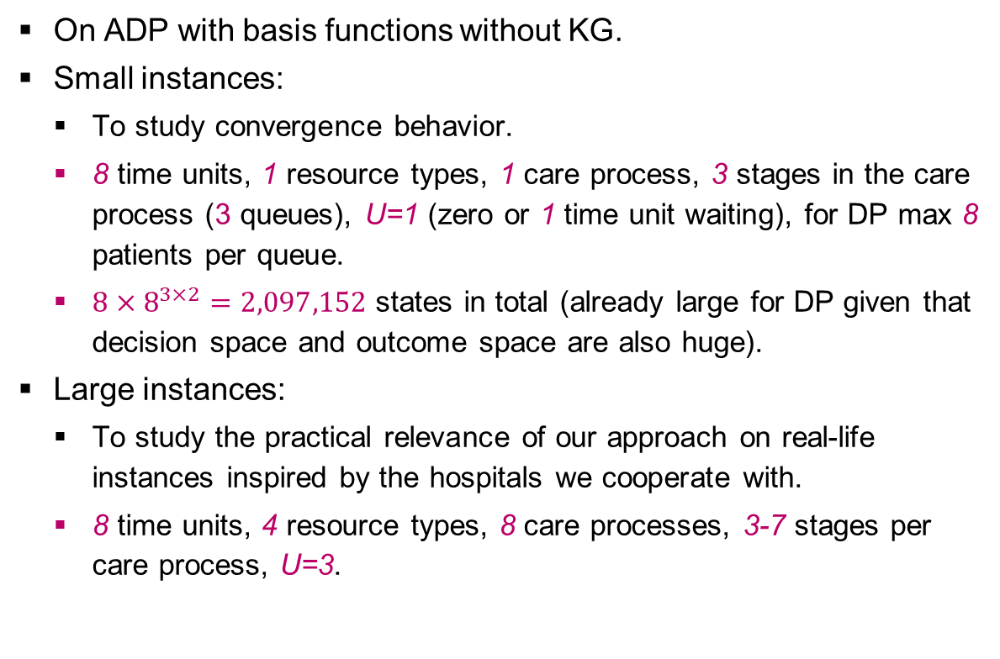 ▪ On ADP with basis functions without KG.
▪ Small instances:
▪ To study convergence behavior.
▪ 8 time units, 1 resource types, 1 care process, 3 stages in the care
process (3 queues), U=1 (zero or 1 time unit waiting), for DP max 8
patients per queue.
▪ 8 × 8^{3×2} = 2,097,152 states in total (already large for DP given that
decision space and outcome space are also huge).
▪ Large instances:
▪ To study the practical relevance of our approach on real-life
instances inspired by the hospitals we cooperate with.
▪ 8 time units, 4 resource types, 8 care processes, 3-7 stages per
care process, U=3.